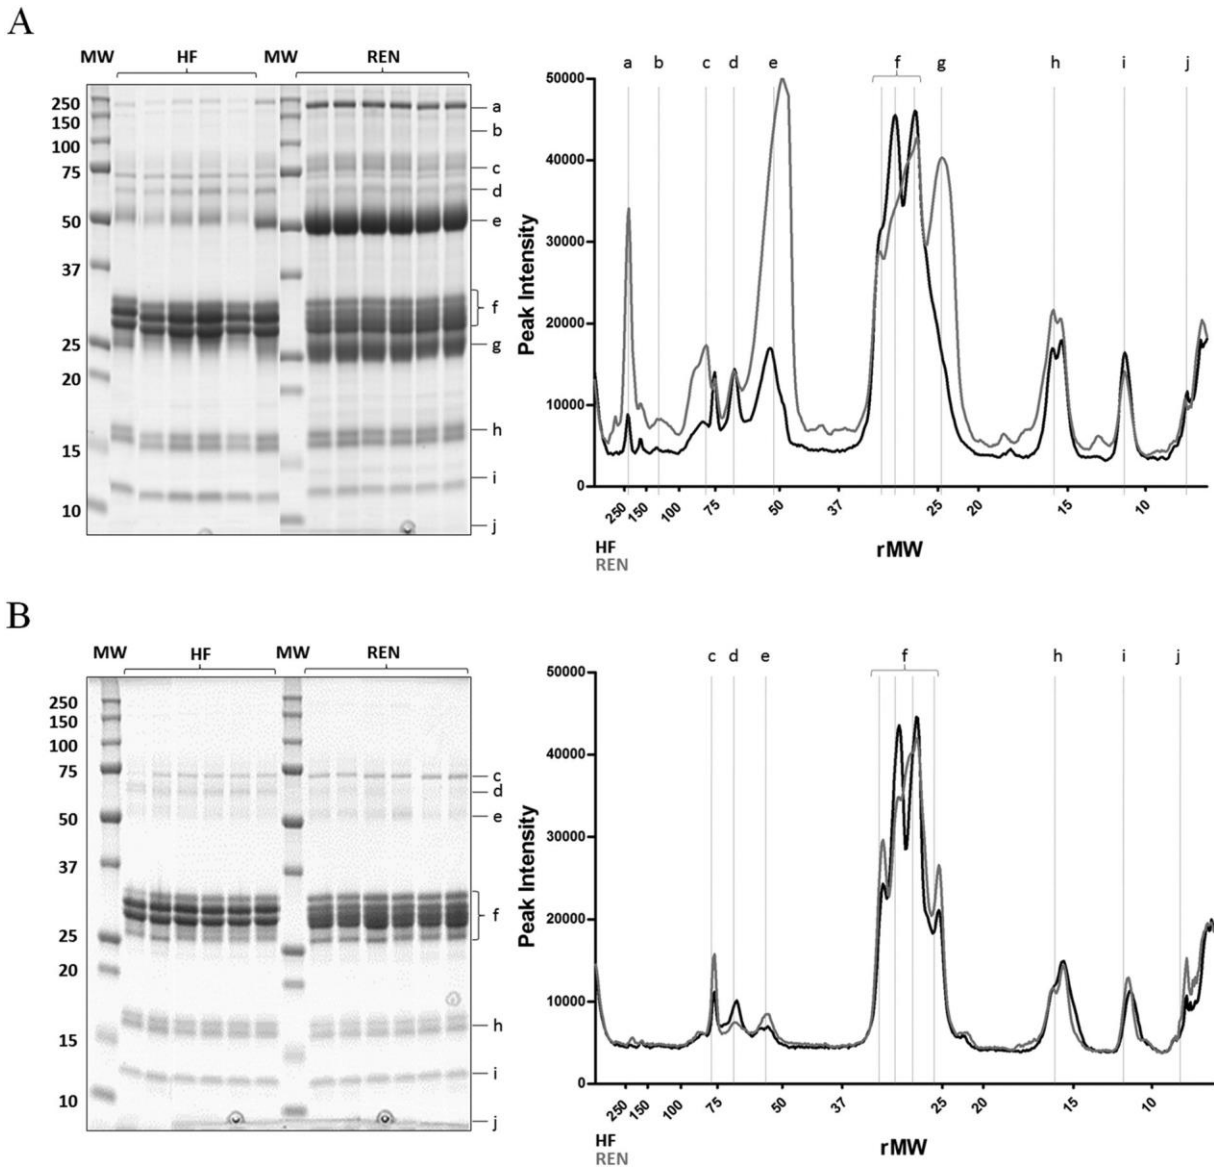 A
MW HF MW REN
250
150
100
75
50
37
25
20
15
10
a
b
c
d
e
f
g
h
i
j
a b c d e f g h i j
Peak Intensity
50000
40000
30000
20000
10000
0
250 150 100 75 50 37 25 20 15 10
HF
REN
rMW
B
MW HF MW REN
250
150
100
75
50
37
25
20
15
10
c
d
e
f
h
i
j
c d e f h i j
Peak Intensity
50000
40000
30000
20000
10000
0
250 150 100 75 50 37 25 20 15 10
HF
REN
rMW